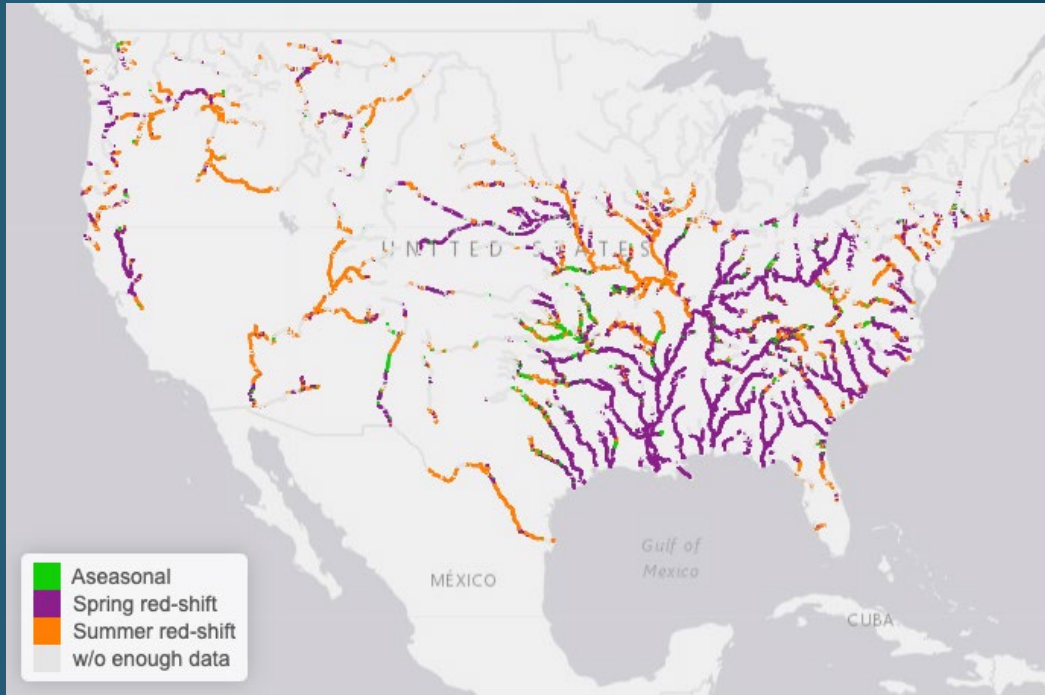 UNITED STATES
Gulf of
Mexico
MÉXICO
CUBA
Aseasonal
Spring red-shift
Summer red-shift
w/o enough data